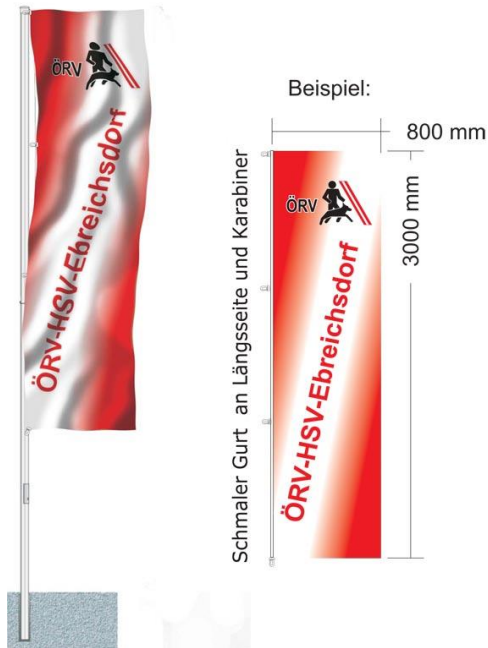 ÖRV
ÖRV-HSV-Ebreichsdorf
Beispiel:
800 mm
3000 mm
Schmaler Gurt an Längsseite und Karabiner
ÖRV
ÖRV-HSV-Ebreichsdorf